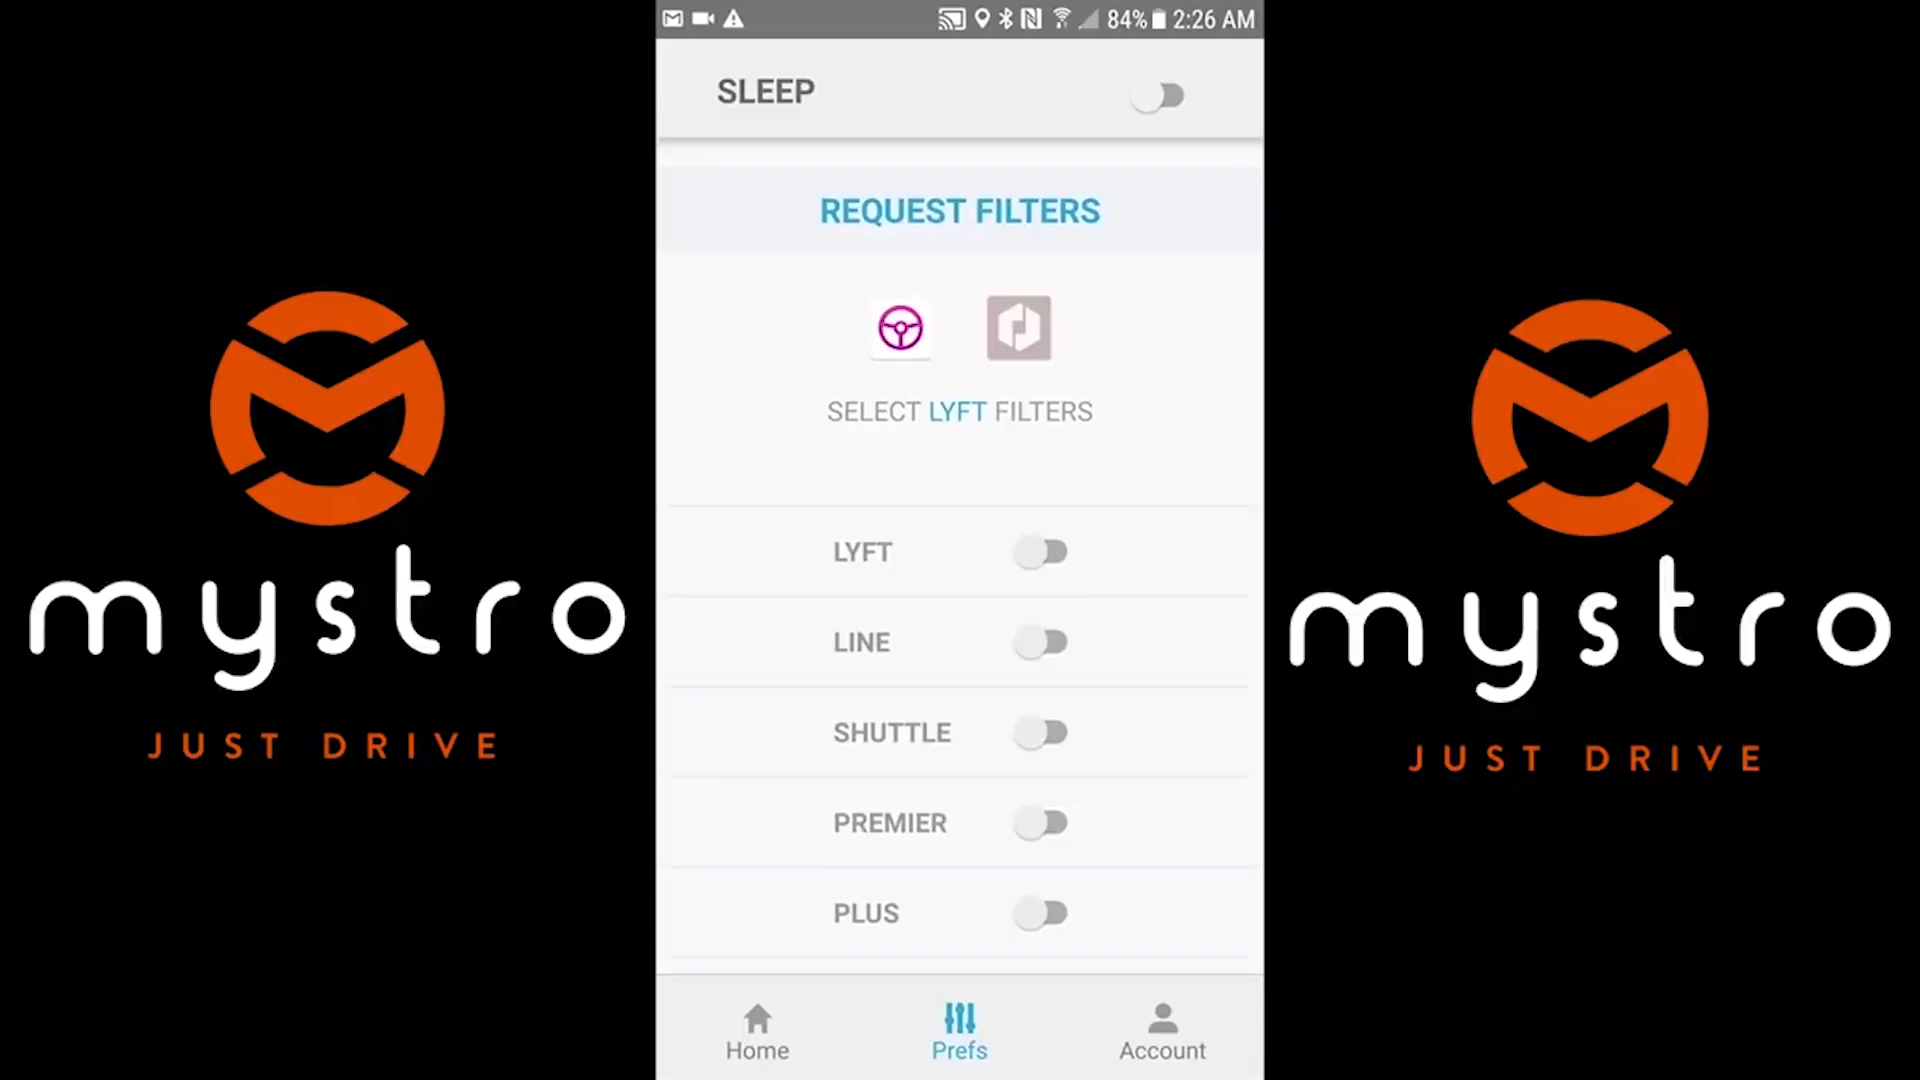 84% 2:26 AM
SLEEP
REQUEST FILTERS
SELECT LYFT FILTERS
LYFT
LINE
SHUTTLE
PREMIER
PLUS
Home Prefs Account
mystro
JUST DRIVE
mystro
JUST DRIVE